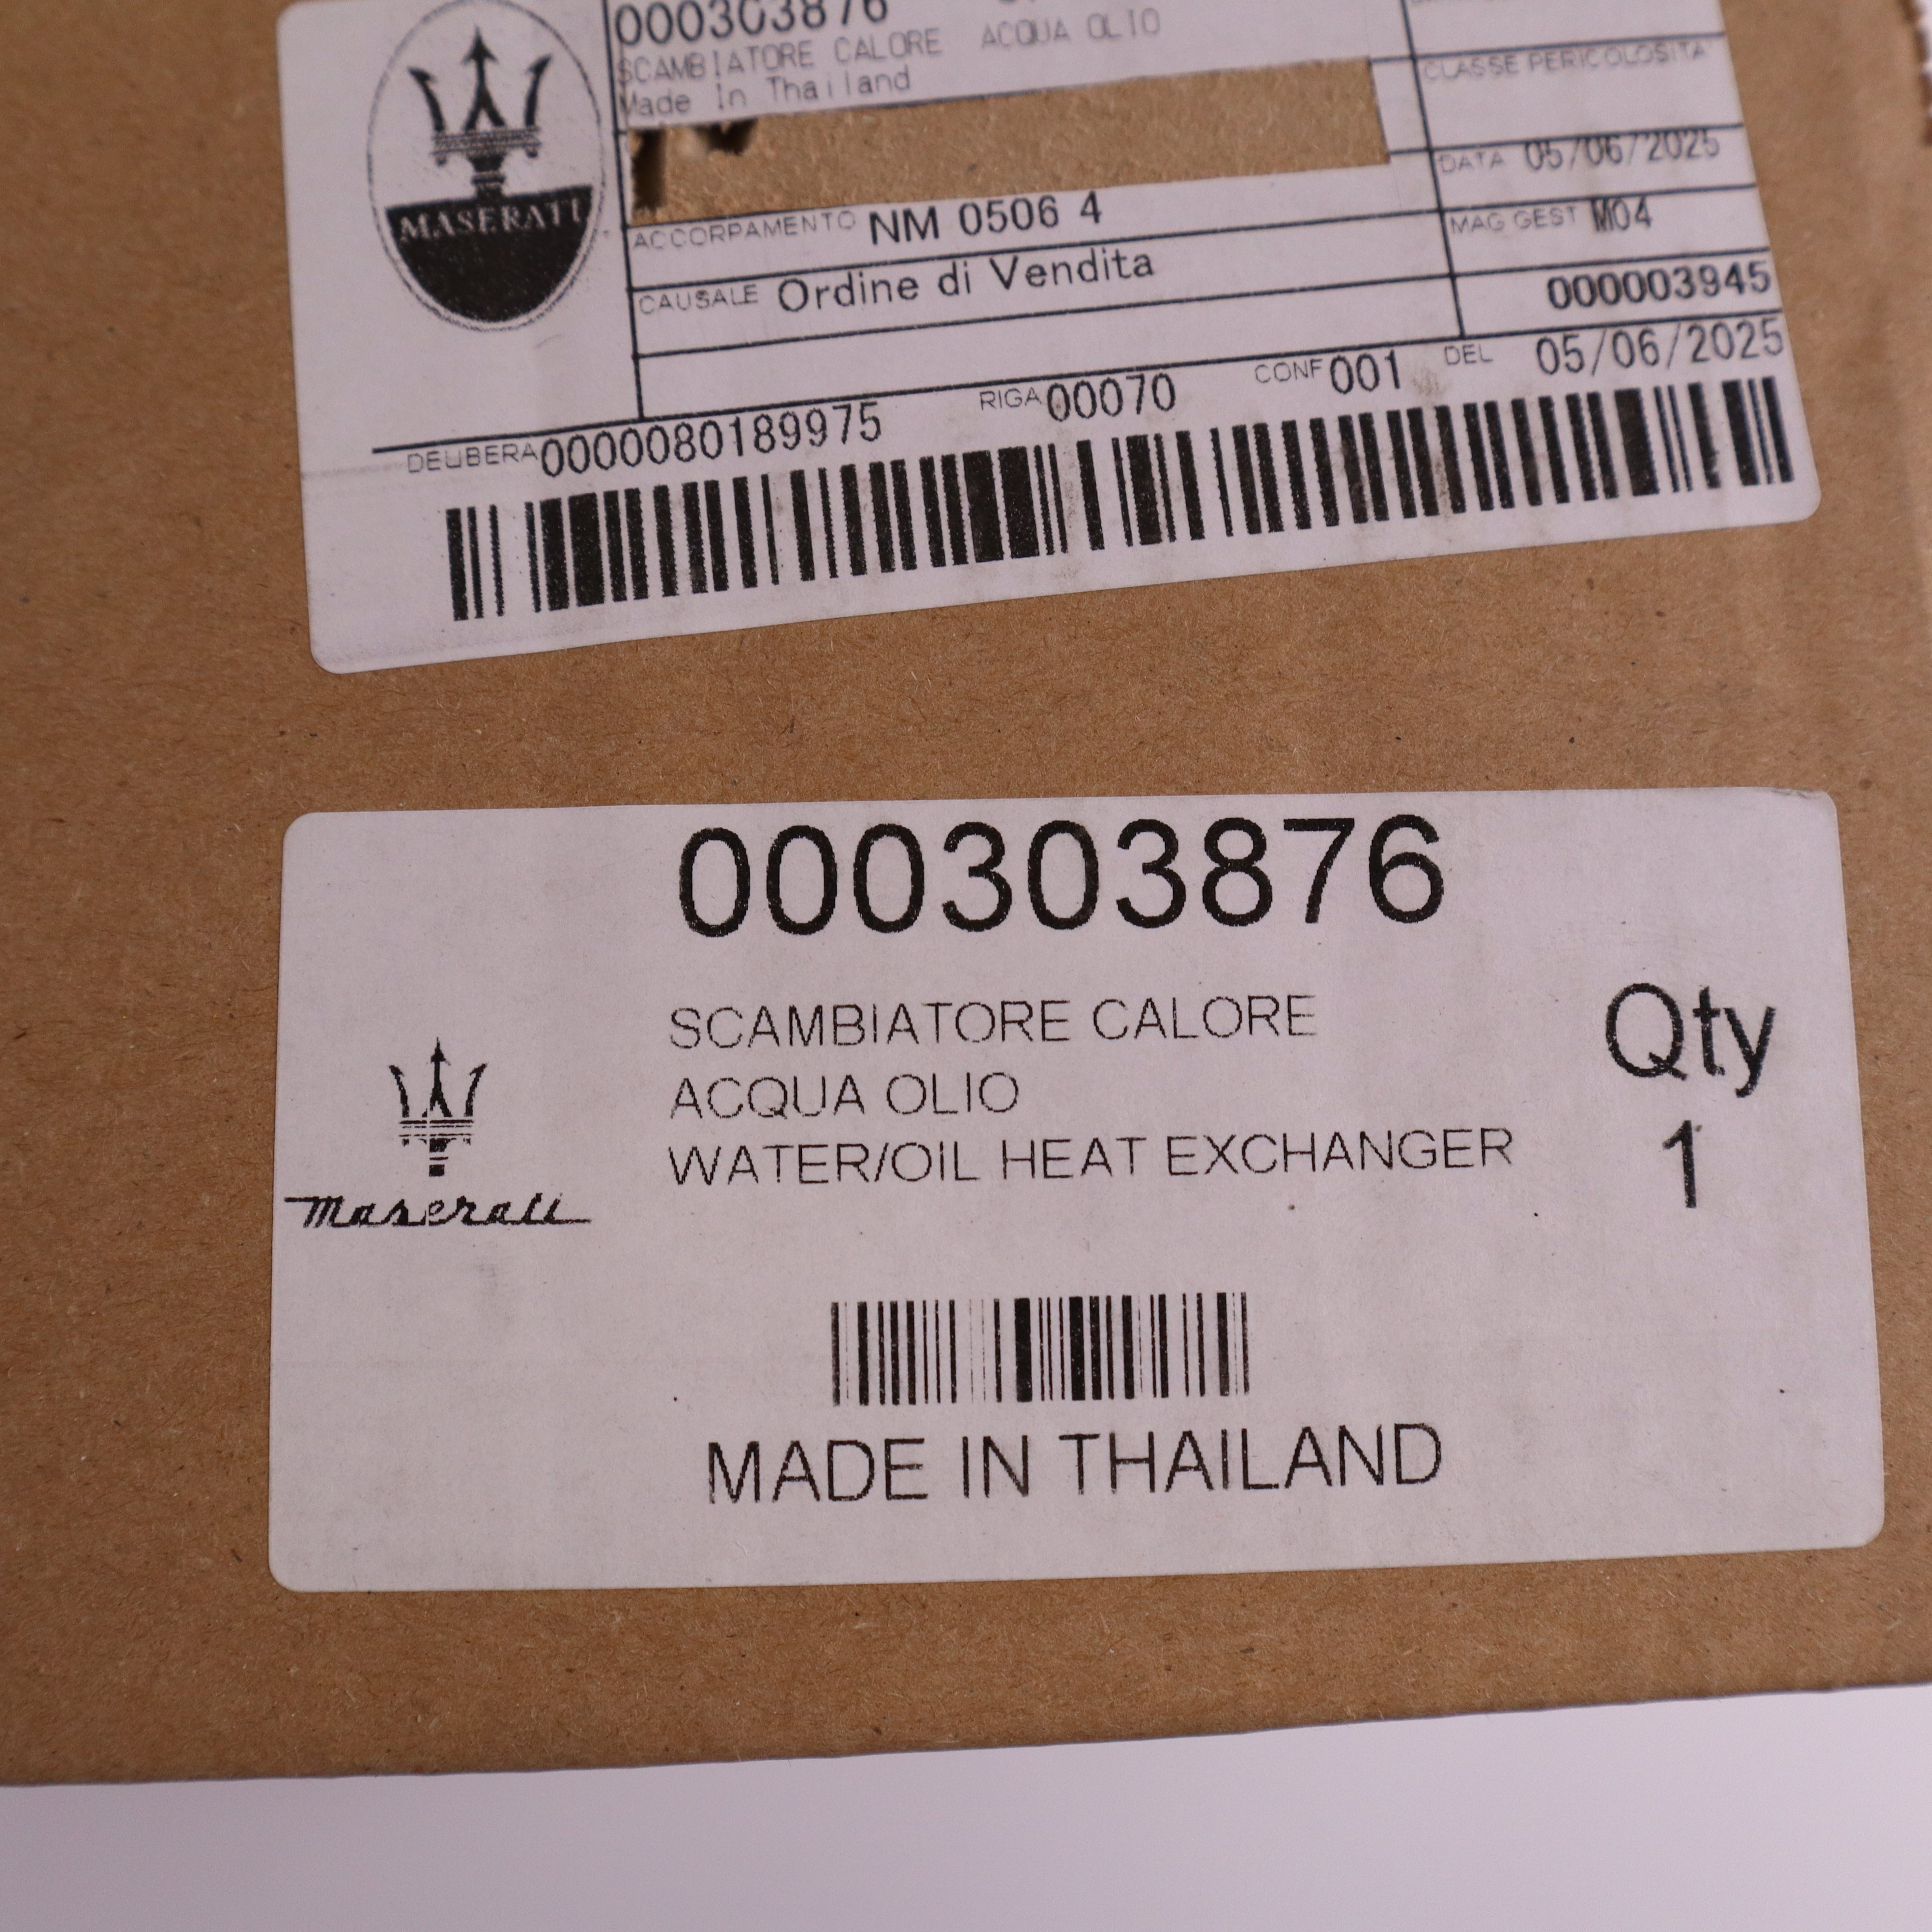 000303876
SCAMBIATORE CALORE ACQUA OLIO
Made In Thailand
CLASSE PERICOLOSITA'
DATA 05/06/2025
MASERATI
ACCORPAMENTO NM 0506 4
MAG GEST M04
CAUSALE Ordine di Vendita
000003945
DELIBERA 0000080189975 RIGA 00070 CONF 001 DEL 05/06/2025
000303876
SCAMBIATORE CALORE
ACQUA OLIO
WATER/OIL HEAT EXCHANGER
Qty
1
Maserati
MADE IN THAILAND